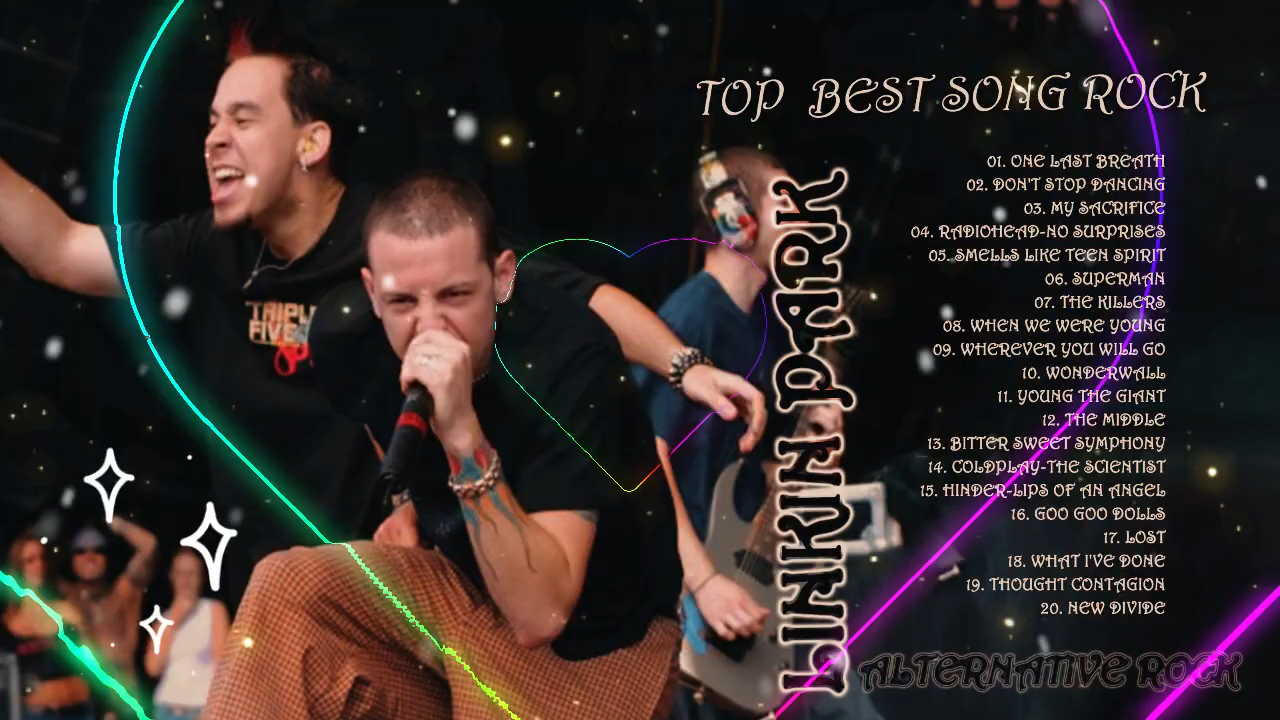 TOP BEST SONG ROCK
01. ONE LAST BREATH
02. DON'T STOP DANCING
03. MY SACRIFICE
04. RADIOHEAD-NO SURPRISES
05. SMELLS LIKE TEEN SPIRIT
06. SUPERMAN
07. THE KILLERS
08. WHEN WE WERE YOUNG
09. WHEREVER YOU WILL GO
10. WONDERWALL
11. YOUNG THE GIANT
12. THE MIDDLE
13. BITTER SWEET SYMPHONY
14. COLDPLAY-THE SCIENTIST
15. HINDER-LIPS OF AN ANGEL
16. GOO GOO DOLLS
17. LOST
18. WHAT I'VE DONE
19. THOUGHT CONTAGION
20. NEW DIVIDE
LINKIN PARK
ALTERNATIVE ROCK
TRIPLE
FIVE